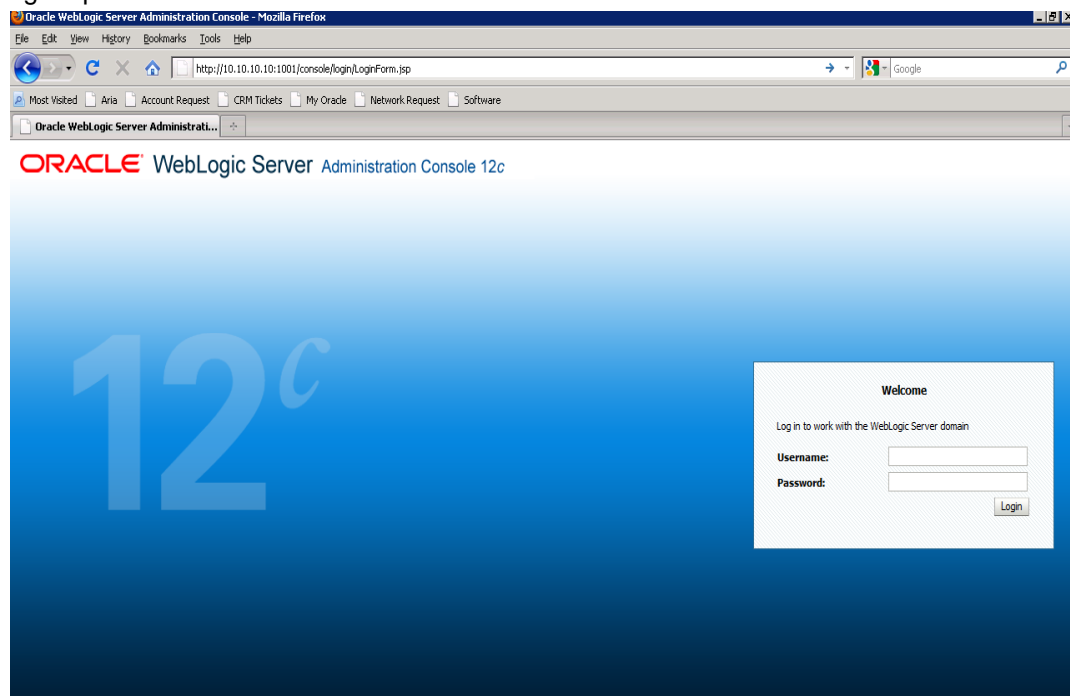 Oracle WebLogic Server Administration Console - Mozilla Firefox
File Edit View History Bookmarks Tools Help
http://10.10.10.10:1001/console/login/LoginForm.jsp Google
Most Visited Aria Account Request CRM Tickets My Oracle Network Request Software
Oracle WebLogic Server Administrati...
ORACLE WebLogic Server Administration Console 12c
12c
Welcome
Log in to work with the WebLogic Server domain
Username:
Password:
Login